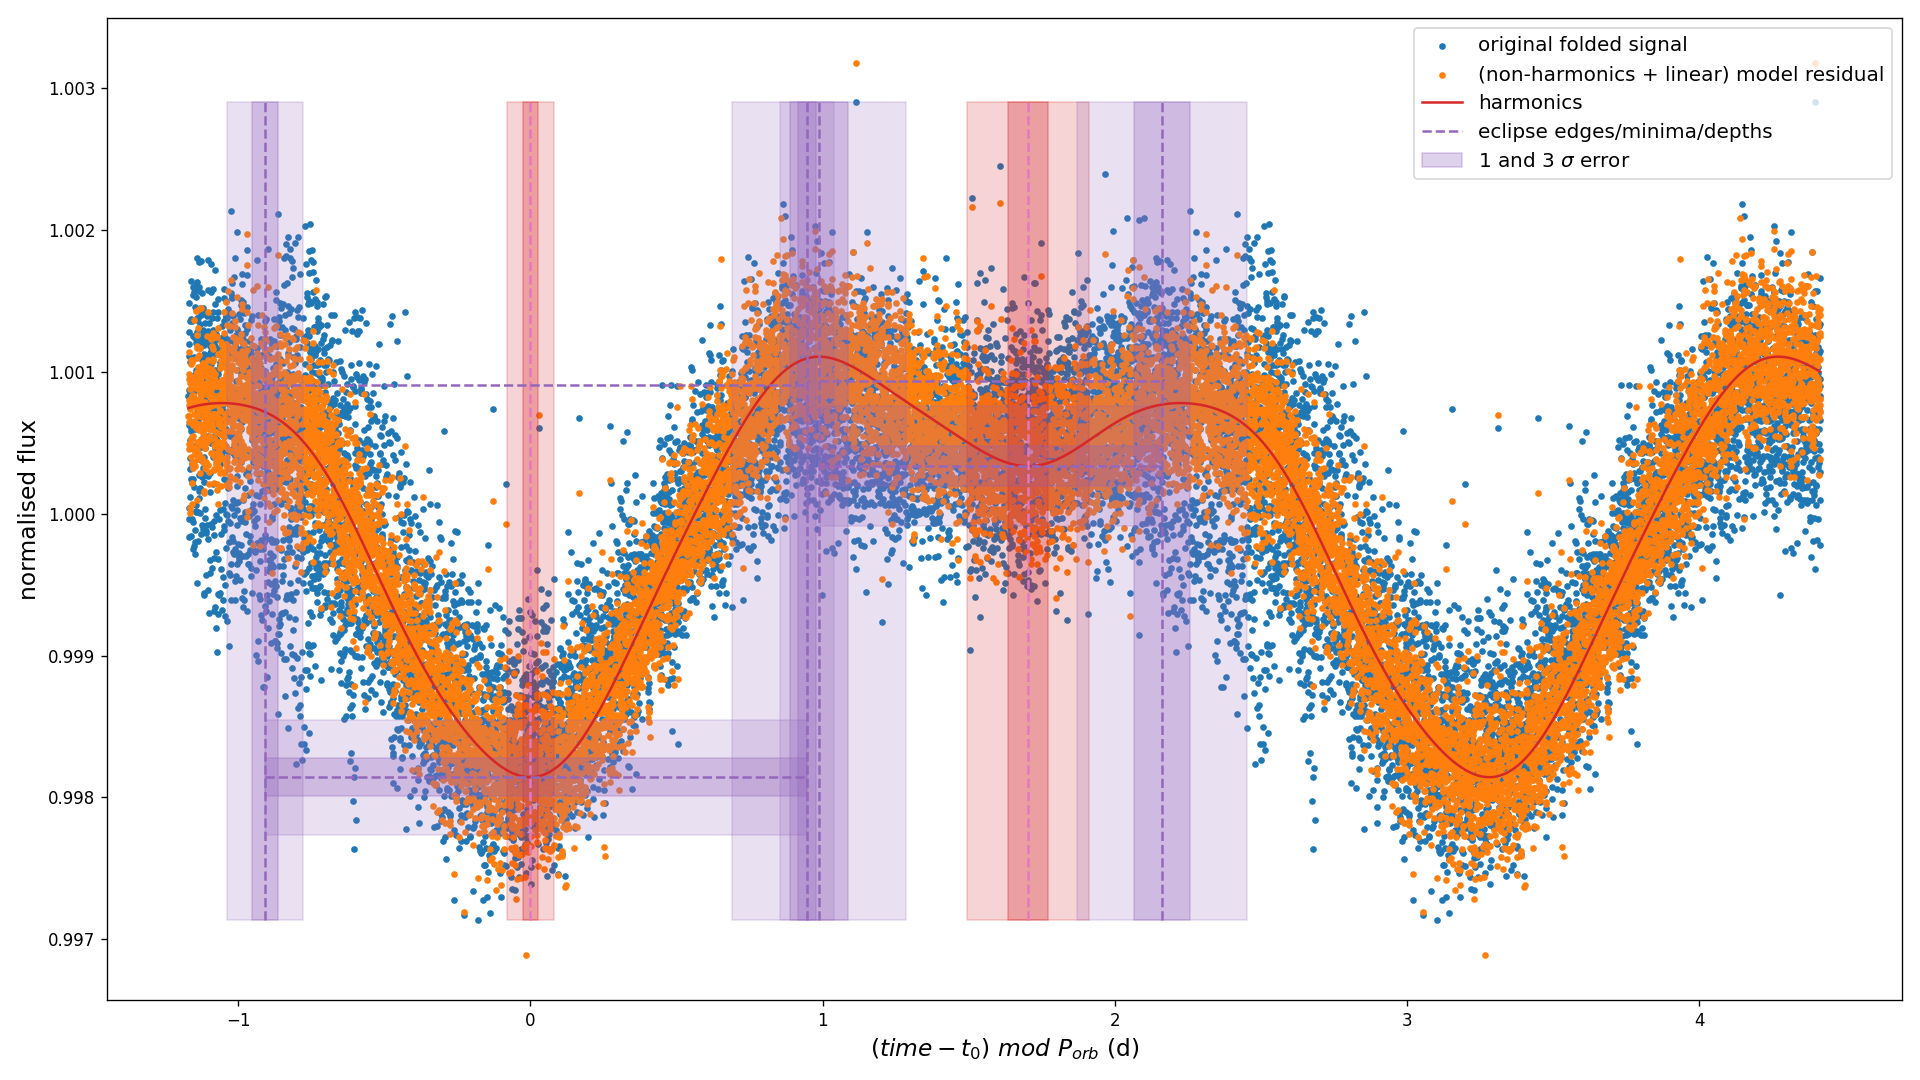 original folded signal
(non-harmonics + linear) model residual
harmonics
eclipse edges/minima/depths
1 and 3 σ error
normalised flux
1.003
1.002
1.001
1.000
0.999
0.998
0.997
−1 0 1 2 3 4
(time − t₀) mod P_orb (d)